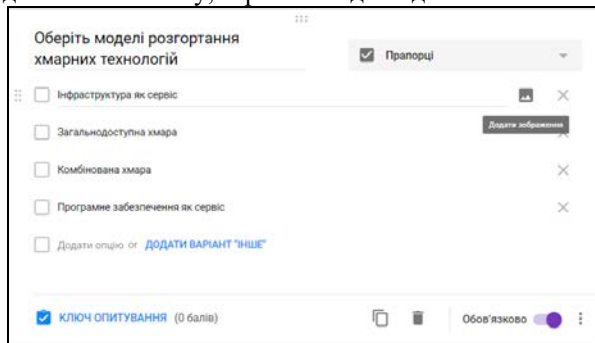 Оберіть моделі розгортання
хмарних технологій
Прапорці
Інфраструктура як сервіс
Додати зображення
Загальнодоступна хмара
Комбінована хмара
Програмне забезпечення як сервіс
Додати опцію or ДОДАТИ ВАРІАНТ "ІНШЕ"
КЛЮЧ ОПИТУВАННЯ (0 балів)
Обов'язково